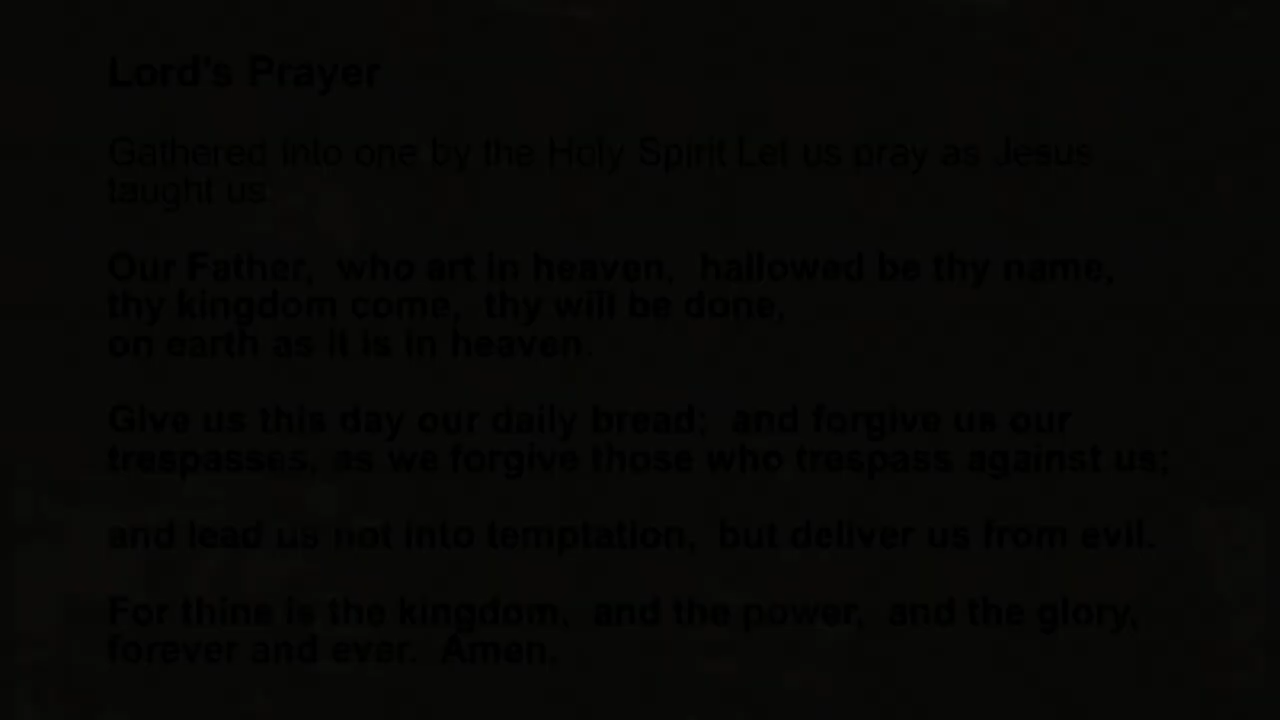 Lord's Prayer
Gathered into one by the Holy Spirit Let us pray as Jesus
taught us.
Our Father,  who art in heaven,  hallowed be thy name,
thy kingdom come,  thy will be done,
on earth as it is in heaven.
Give us this day our daily bread;  and forgive us our
trespasses, as we forgive those who trespass against us;
and lead us not into temptation,  but deliver us from evil.
For thine is the kingdom,  and the power,  and the glory,
forever and ever.  Amen.